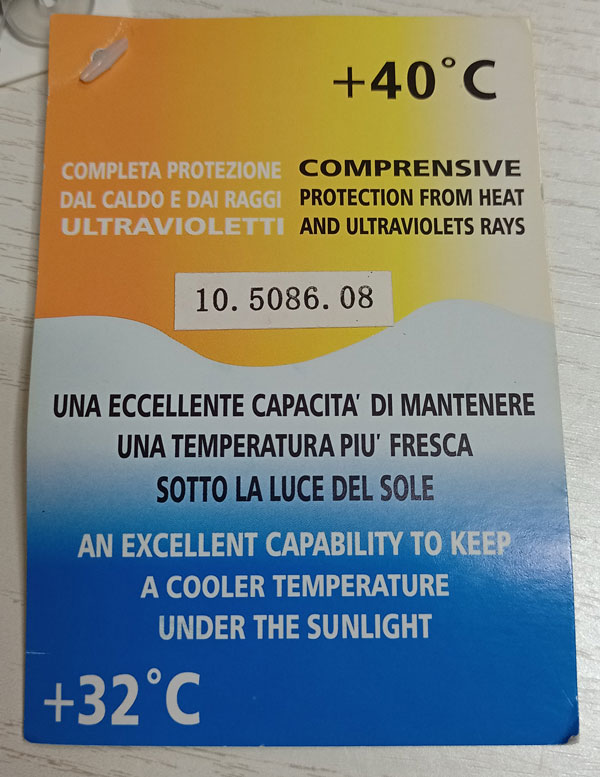 +40°C
COMPLETA PROTEZIONE
DAL CALDO E DAI RAGGI
ULTRAVIOLETTI
COMPRENSIVE
PROTECTION FROM HEAT
AND ULTRAVIOLETS RAYS
10.5086.08
UNA ECCELLENTE CAPACITA' DI MANTENERE
UNA TEMPERATURA PIU' FRESCA
SOTTO LA LUCE DEL SOLE
AN EXCELLENT CAPABILITY TO KEEP
A COOLER TEMPERATURE
UNDER THE SUNLIGHT
+32°C